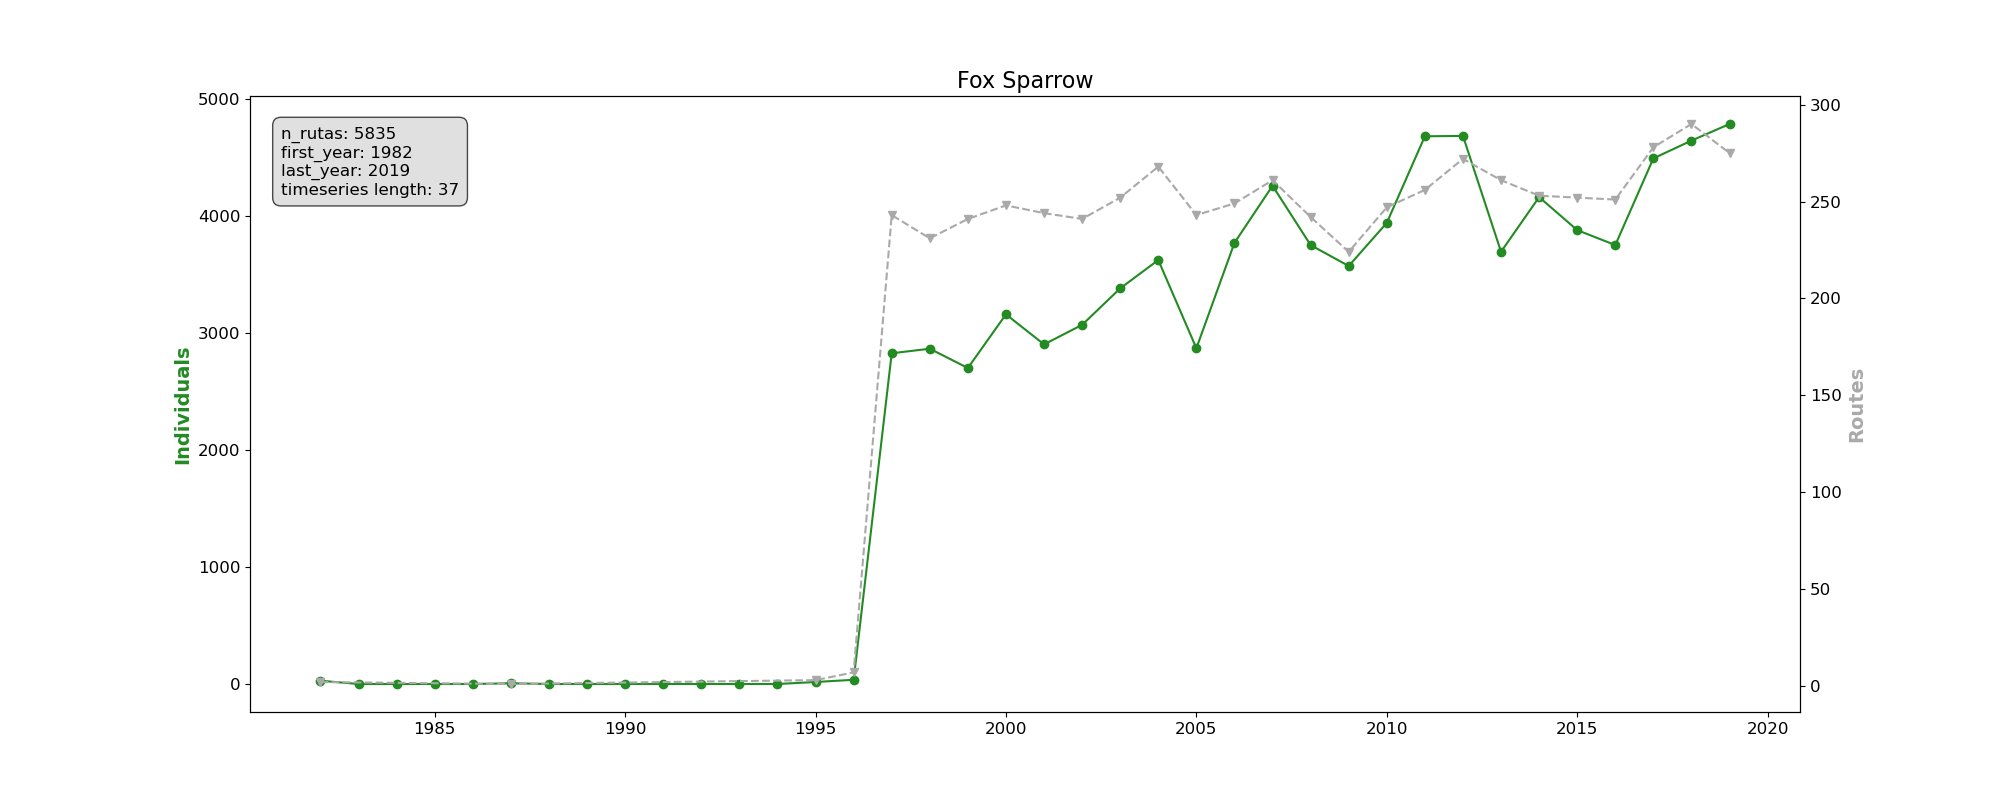 Fox Sparrow
n_rutas: 5835
first_year: 1982
last_year: 2019
timeseries length: 37
Individuals
5000
4000
3000
2000
1000
0
Routes
300
250
200
150
100
50
0
1985 1990 1995 2000 2005 2010 2015 2020